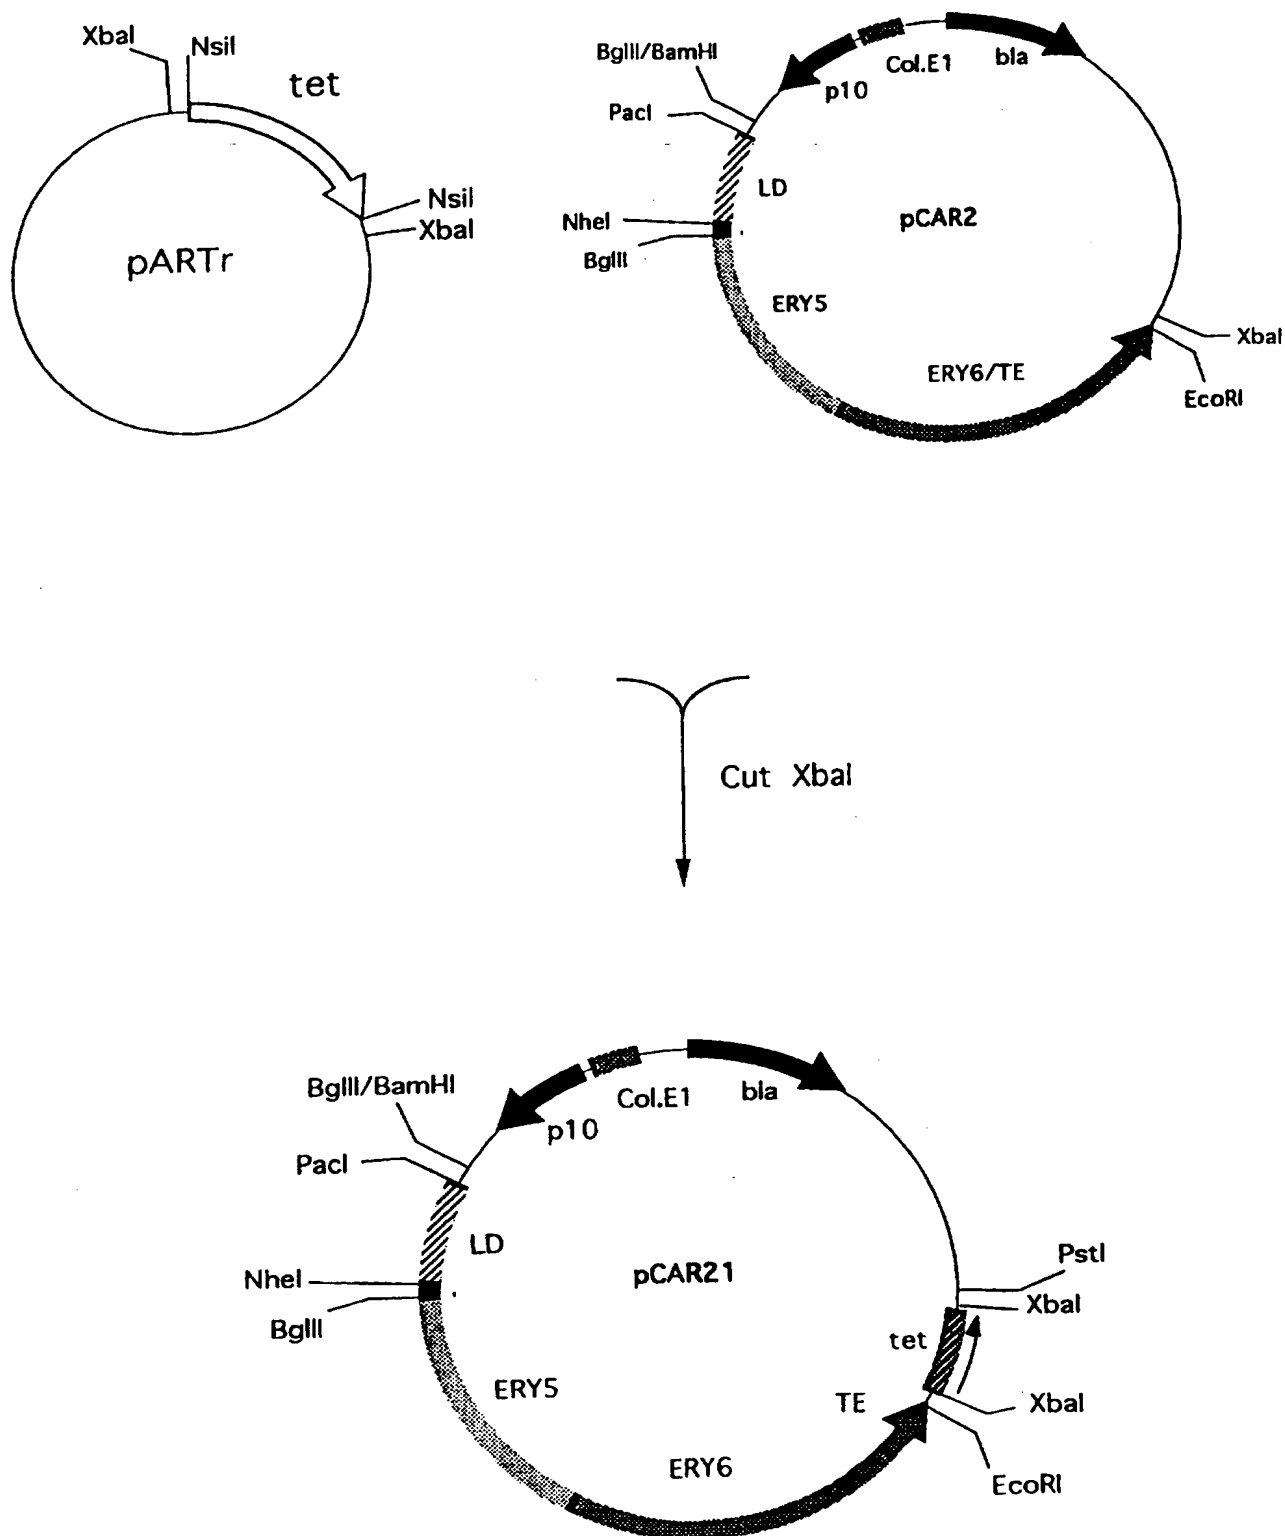 XbaI
NsiI
tet
NsiI
XbaI
pARTr
BglII/BamHI
PacI
p10
Col.E1
bla
LD
NheI
BglII
pCAR2
ERY5
ERY6/TE
XbaI
EcoRI
Cut XbaI
BglII/BamHI
PacI
p10
Col.E1
bla
LD
NheI
BglII
pCAR21
PstI
XbaI
tet
ERY5
TE
XbaI
ERY6
EcoRI